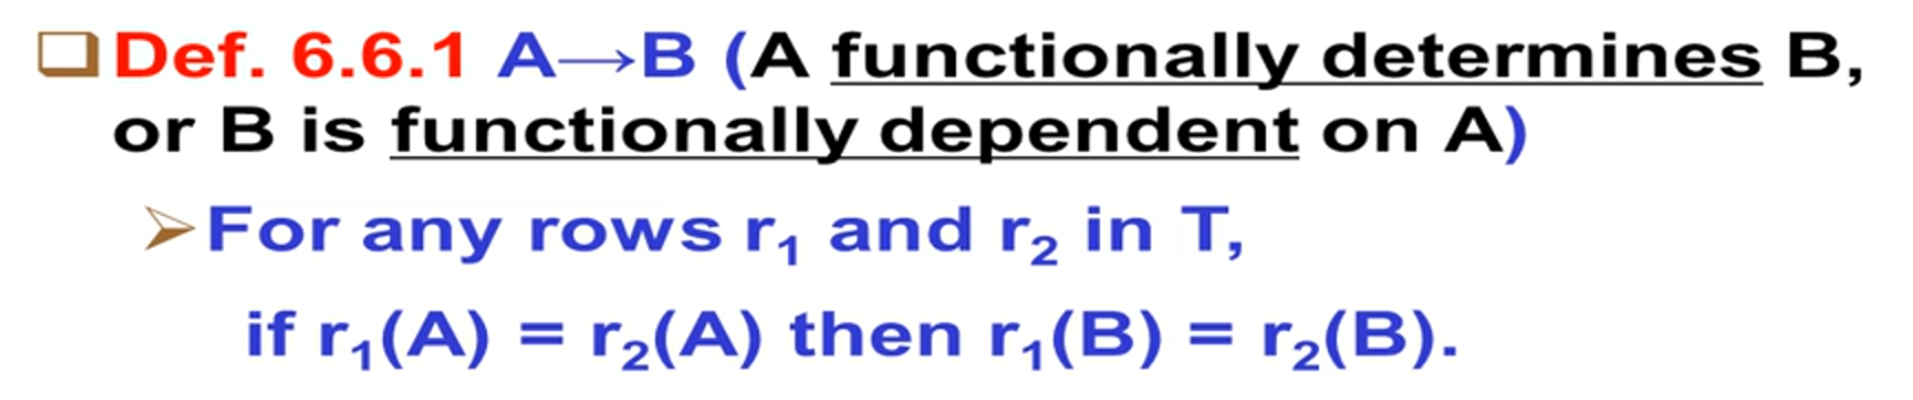 Def. 6.6.1 A→B (A functionally determines B,
or B is functionally dependent on A)
For any rows r₁ and r₂ in T,
if r₁(A) = r₂(A) then r₁(B) = r₂(B).